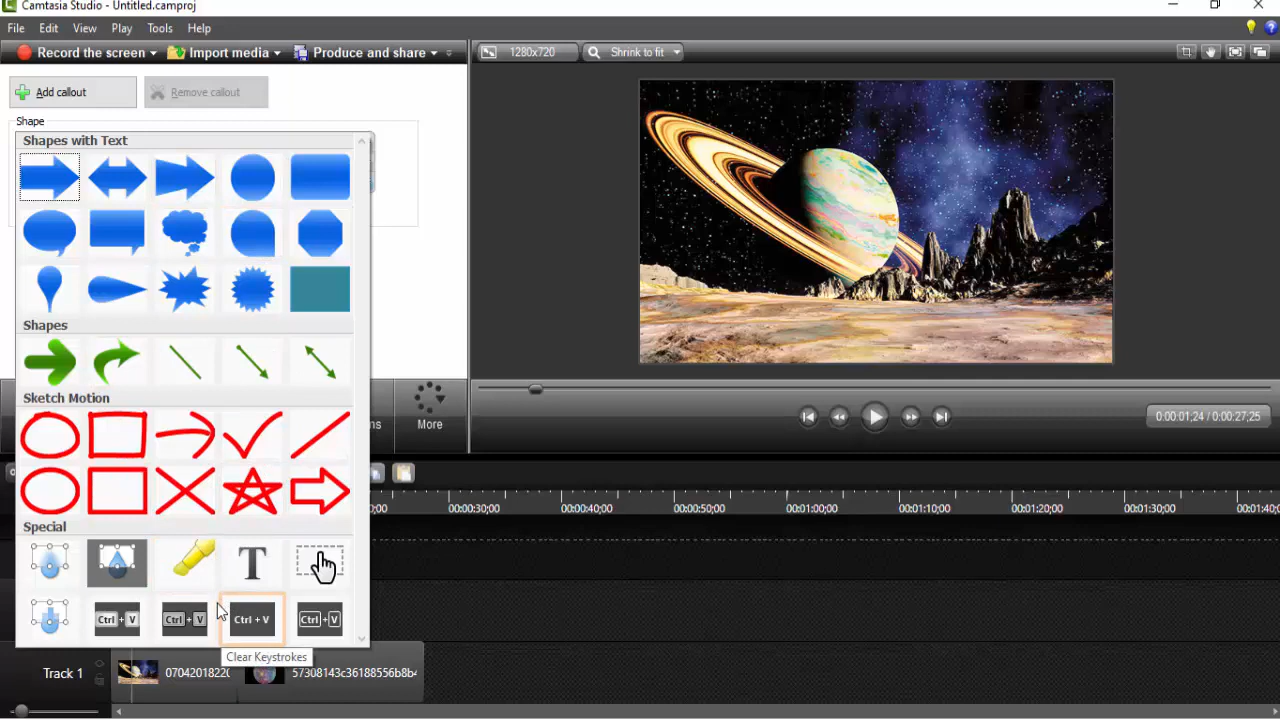 Camtasia Studio - Untitled.camproj
File Edit View Play Tools Help
Record the screen Import media Produce and share
1280x720 Shrink to fit
Add callout Remove callout
Shape
Shapes with Text
Shapes
Sketch Motion
ns More
0:00:01;24 / 0:00:27;25
00:00:30;00 00:00:40;00 00:00:50;00 00:01:00;00 00:01:10;00 00:01:20;00 00:01:30;00
Special
T
Ctrl + V Ctrl + V Ctrl + V Ctrl + V
Clear Keystrokes
Track 1 0704201822 57308143c36188556b8b4